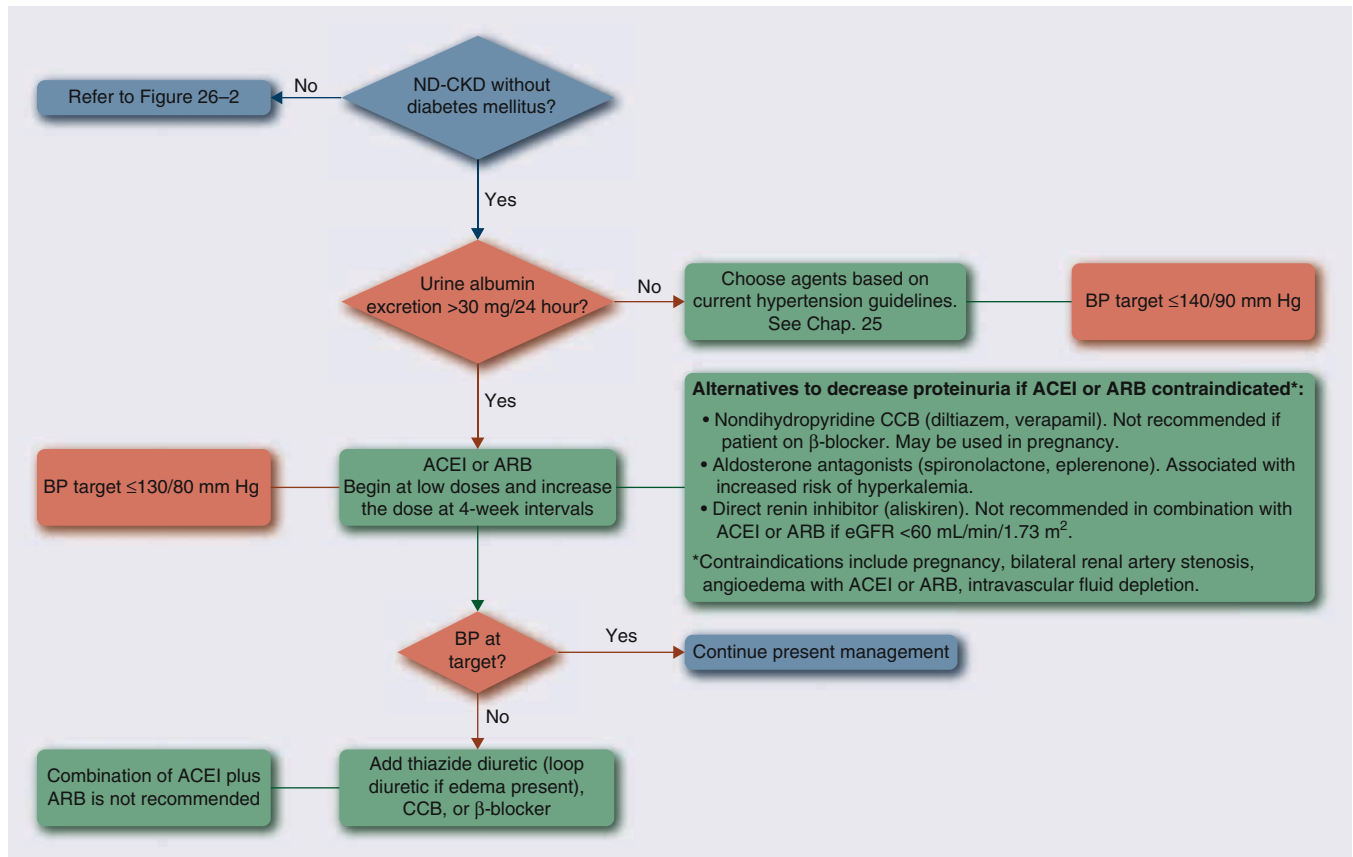 ND-CKD without
diabetes mellitus?
No
Refer to Figure 26–2
Yes
Urine albumin
excretion >30 mg/24 hour?
No
Choose agents based on
current hypertension guidelines.
See Chap. 25
BP target ≤140/90 mm Hg
Yes
BP target ≤130/80 mm Hg
ACEI or ARB
Begin at low doses and increase
the dose at 4-week intervals
Alternatives to decrease proteinuria if ACEI or ARB contraindicated*:
• Nondihydropyridine CCB (diltiazem, verapamil). Not recommended if
patient on β-blocker. May be used in pregnancy.
• Aldosterone antagonists (spironolactone, eplerenone). Associated with
increased risk of hyperkalemia.
• Direct renin inhibitor (aliskiren). Not recommended in combination with
ACEI or ARB if eGFR <60 mL/min/1.73 m².
*Contraindications include pregnancy, bilateral renal artery stenosis,
angioedema with ACEI or ARB, intravascular fluid depletion.
BP at
target?
Yes
Continue present management
No
Combination of ACEI plus
ARB is not recommended
Add thiazide diuretic (loop
diuretic if edema present),
CCB, or β-blocker